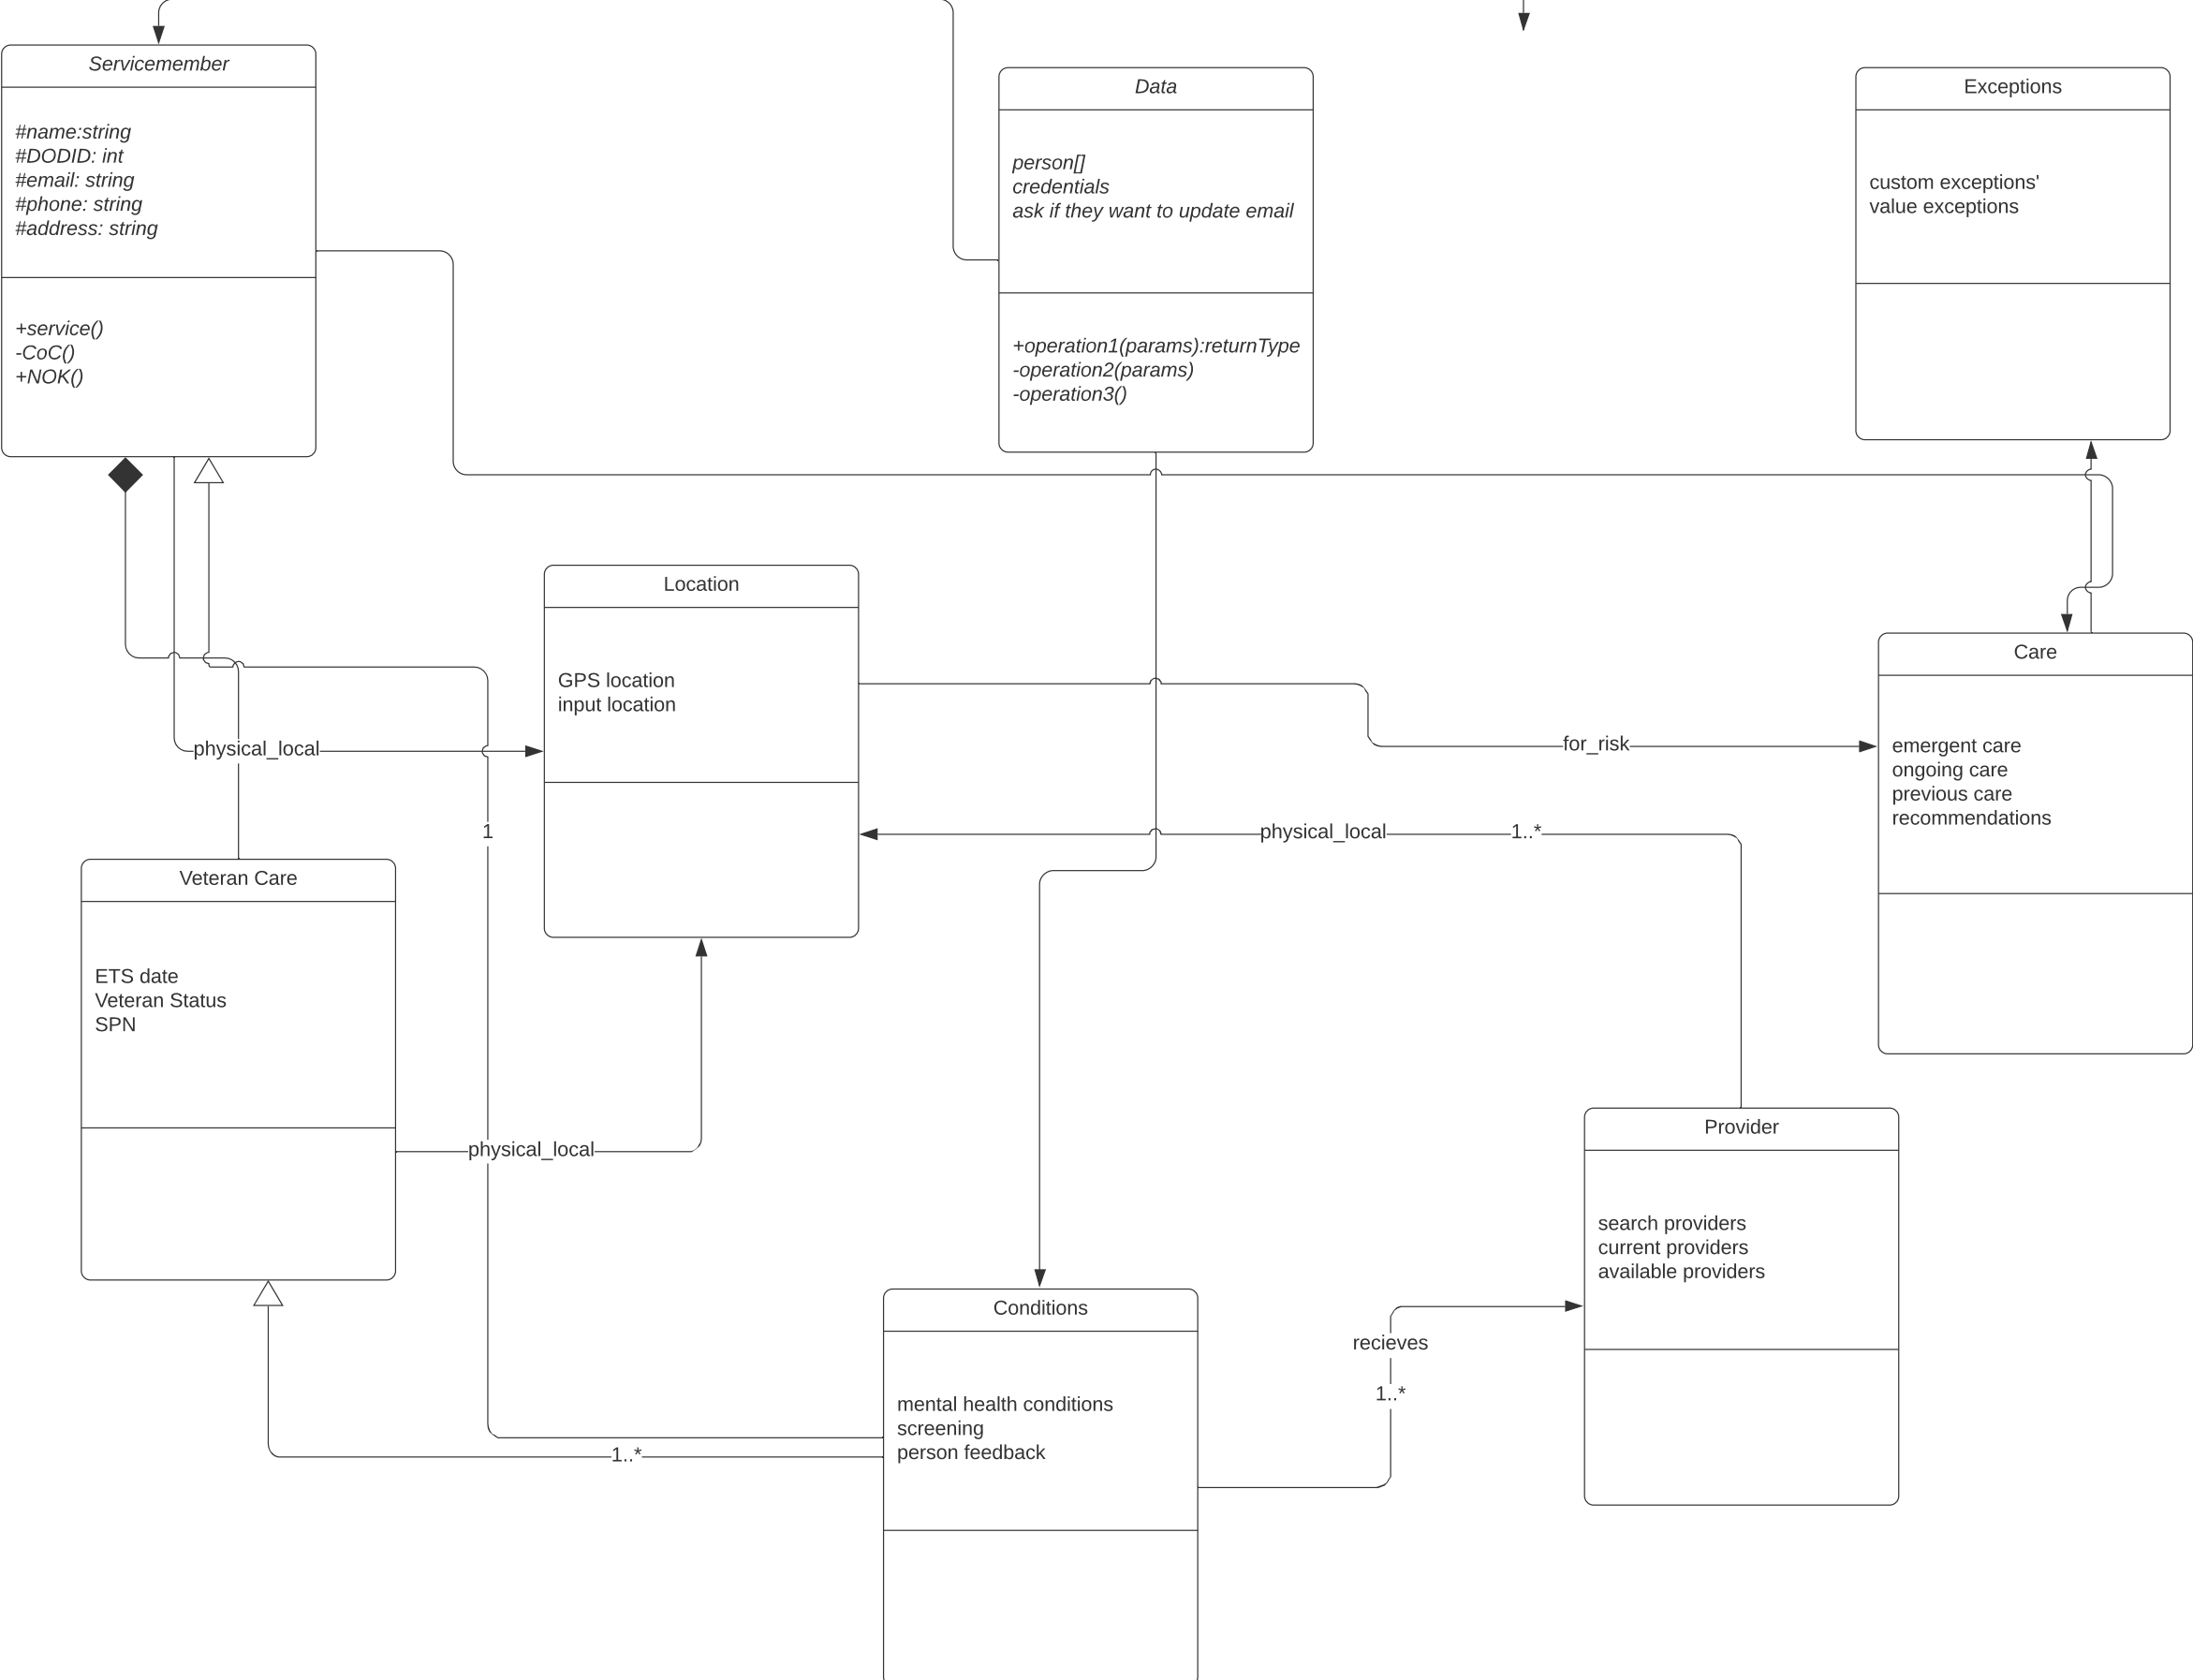 Servicemember
#name:string
#DODID: int
#email: string
#phone: string
#address: string
+service()
-CoC()
+NOK()
Data
person[]
credentials
ask if they want to update email
+operation1(params):returnType
-operation2(params)
-operation3()
Exceptions
custom exceptions'
value exceptions
Location
GPS location
input location
Care
emergent care
ongoing care
previous care
recommendations
physical_local
for_risk
1
physical_local
1..*
Veteran Care
ETS date
Veteran Status
SPN
physical_local
Provider
search providers
current providers
available providers
Conditions
mental health conditions
screening
person feedback
recieves
1..*
1..*